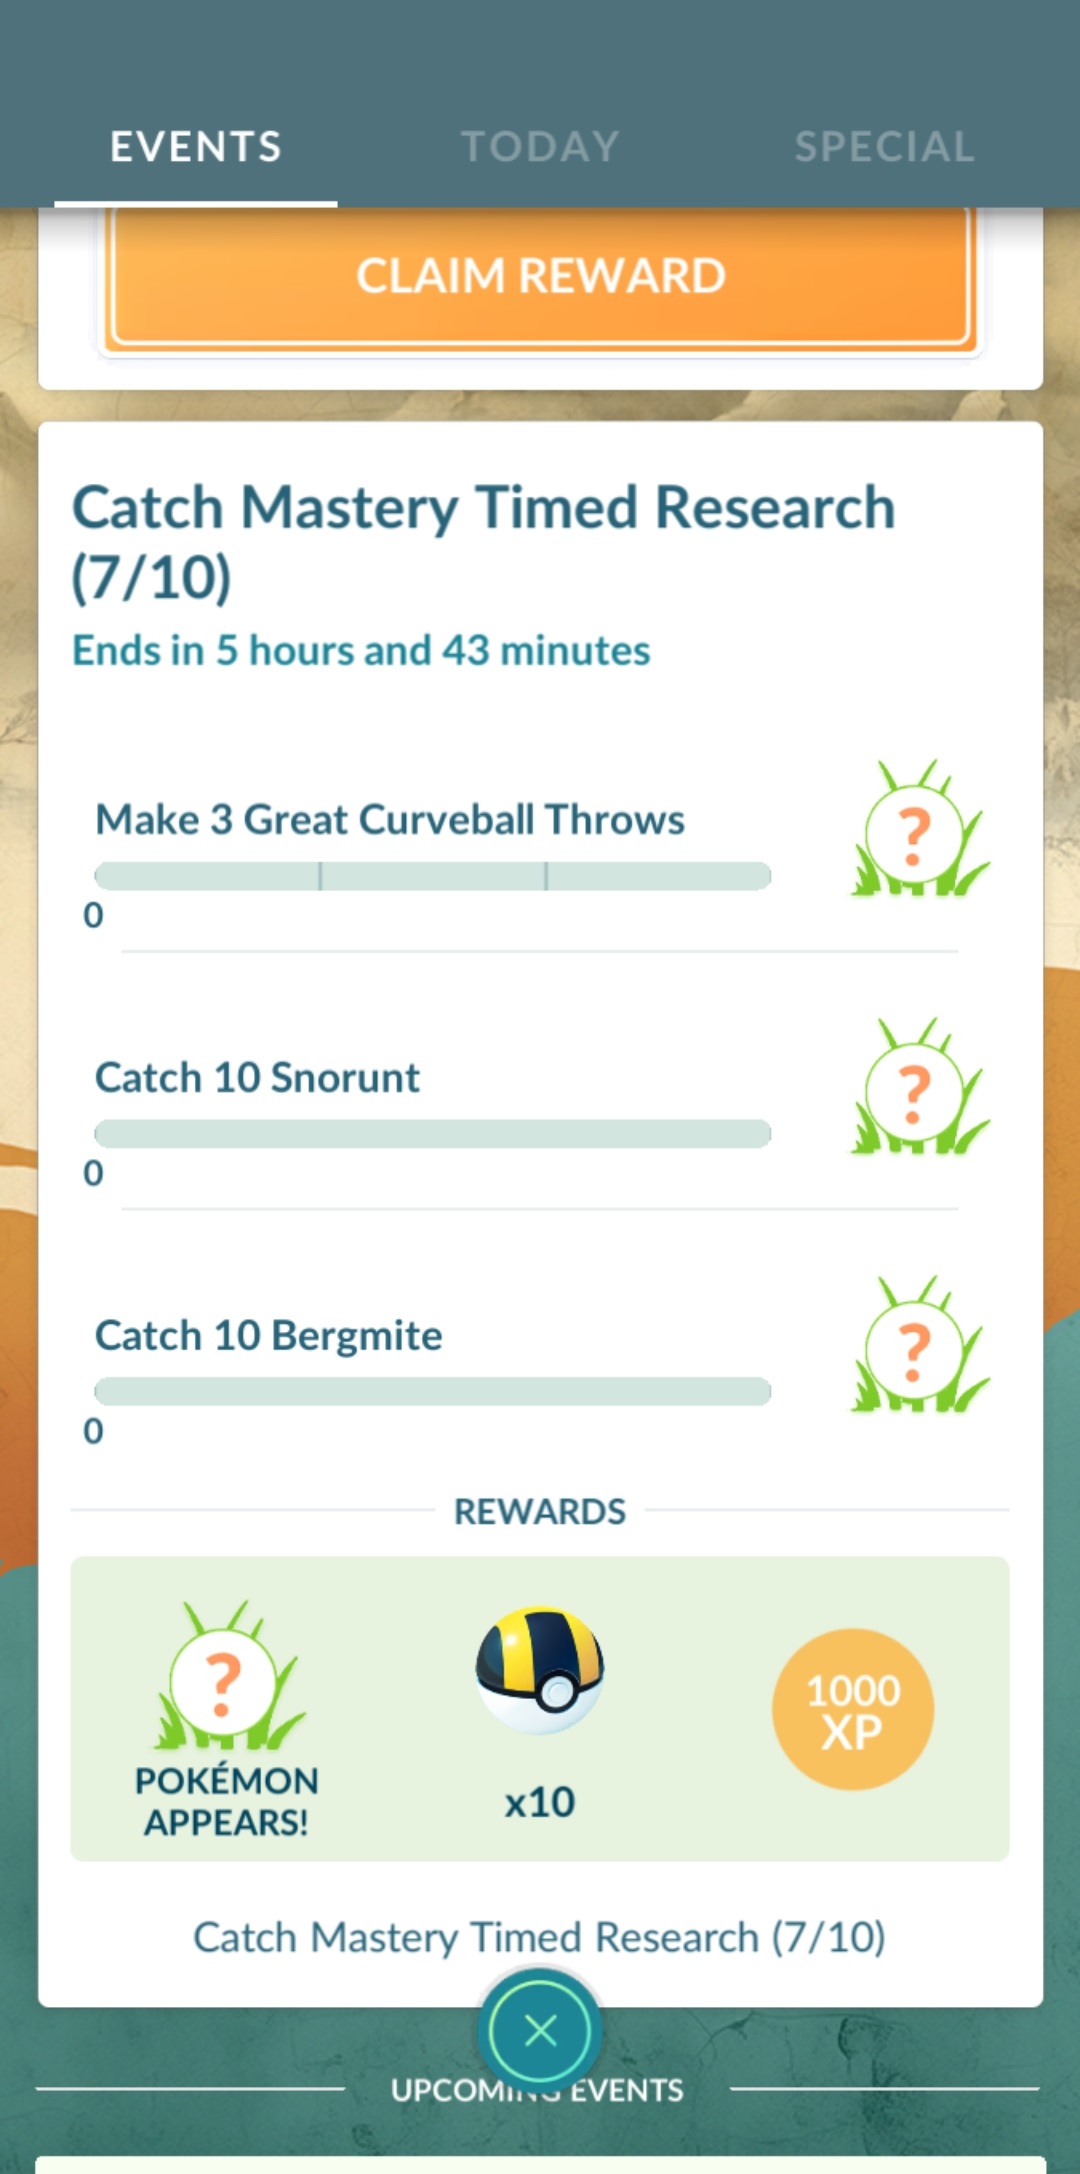 EVENTS TODAY SPECIAL
CLAIM REWARD
Catch Mastery Timed Research
(7/10)
Ends in 5 hours and 43 minutes
Make 3 Great Curveball Throws
?
0
Catch 10 Snorunt
?
0
Catch 10 Bergmite
?
0
REWARDS
?
POKÉMON
APPEARS!
x10
1000
XP
Catch Mastery Timed Research (7/10)
UPCOMING EVENTS